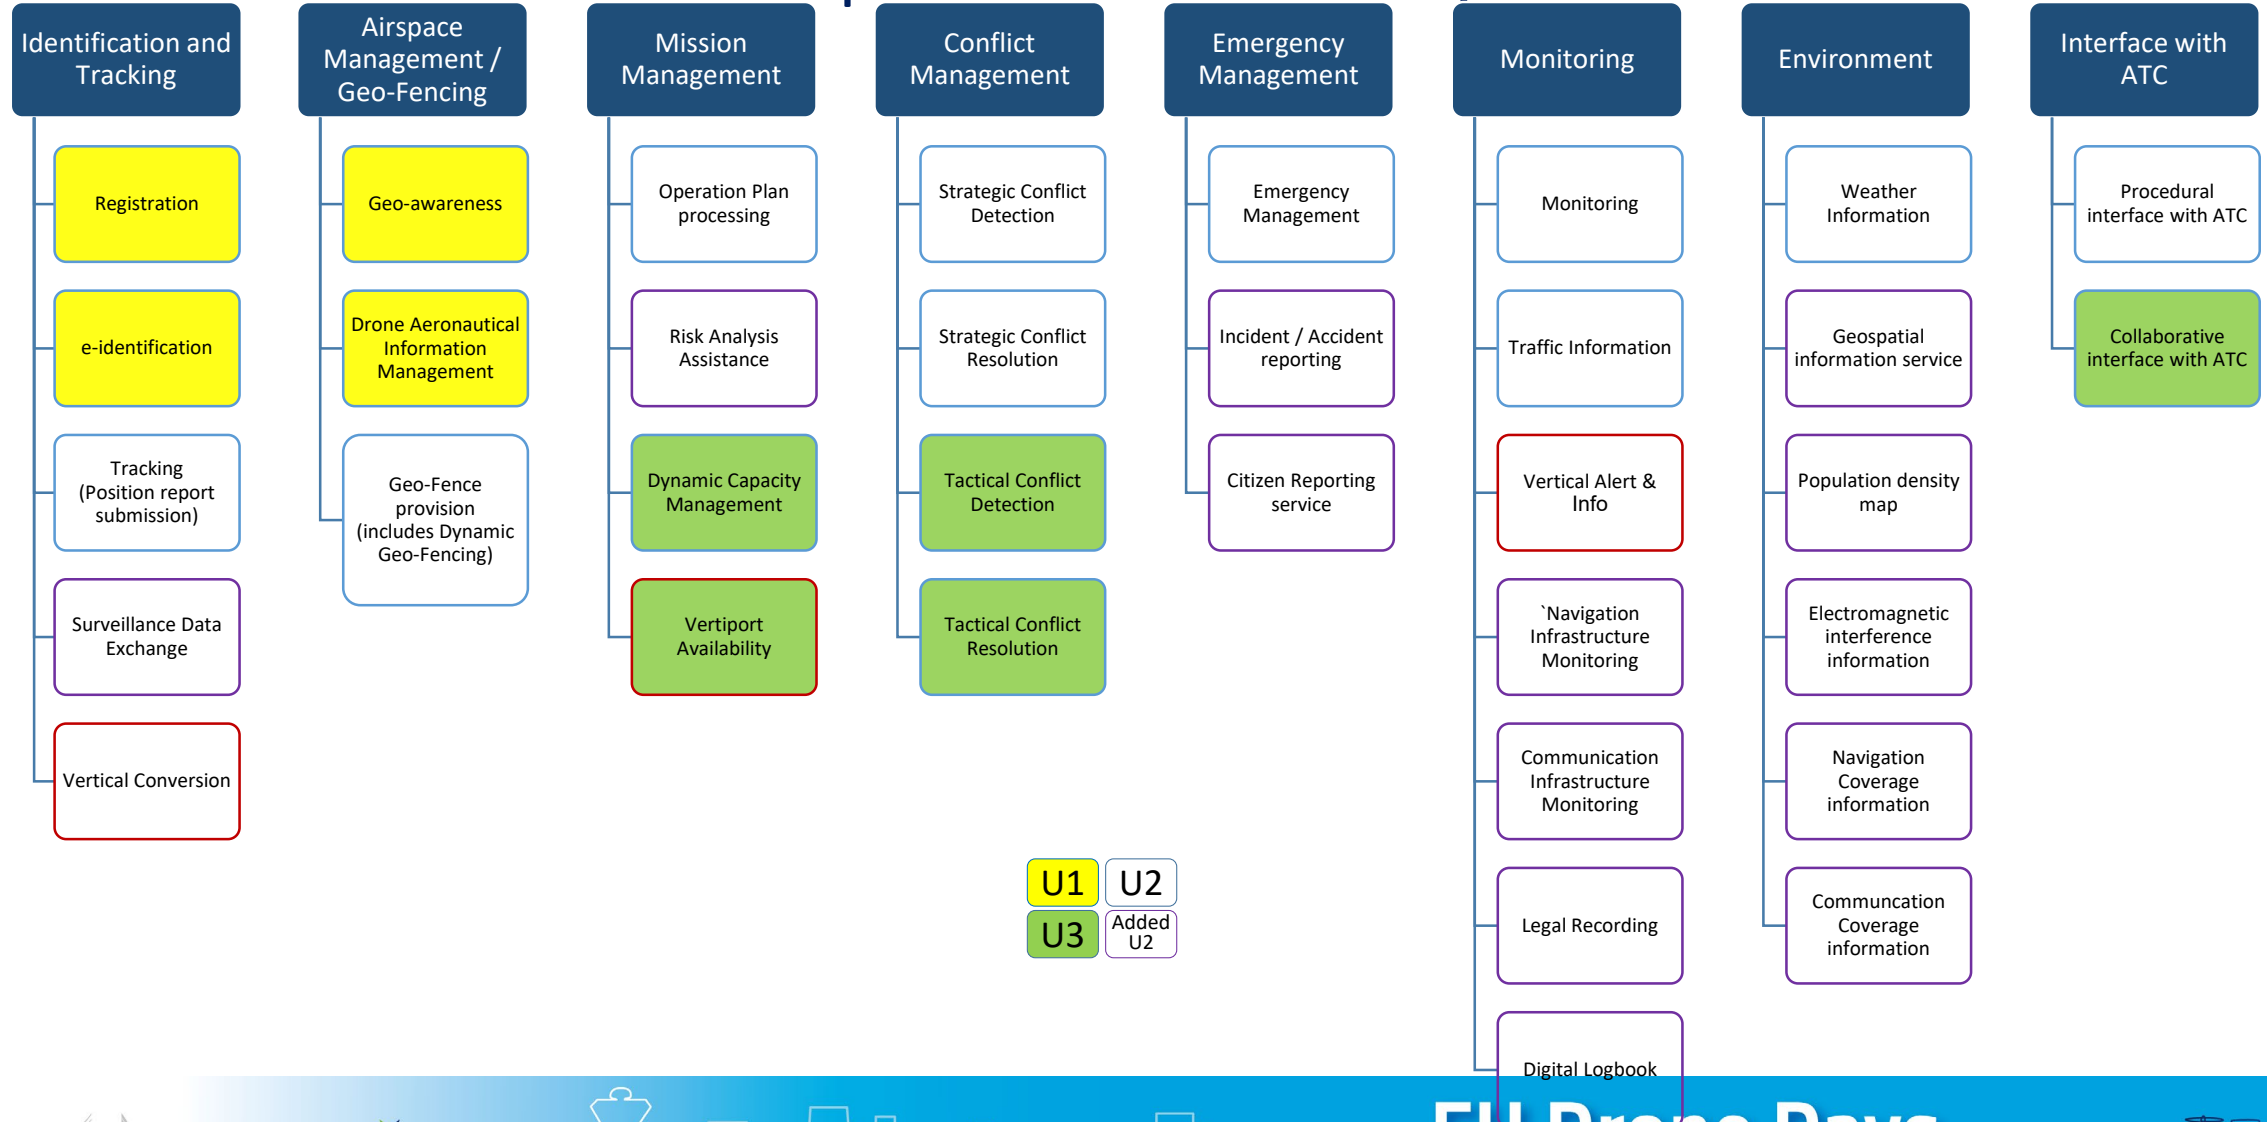 Identification and
Tracking
Registration
e-identification
Tracking
(Position report
submission)
Surveillance Data
Exchange
Vertical Conversion
Airspace
Management /
Geo-Fencing
Geo-awareness
Drone Aeronautical
Information
Management
Geo-Fence
provision
(includes Dynamic
Geo-Fencing)
Mission
Management
Operation Plan
processing
Risk Analysis
Assistance
Dynamic Capacity
Management
Vertiport
Availability
Conflict
Management
Strategic Conflict
Detection
Strategic Conflict
Resolution
Tactical Conflict
Detection
Tactical Conflict
Resolution
Emergency
Management
Emergency
Management
Incident / Accident
reporting
Citizen Reporting
service
Monitoring
Monitoring
Traffic Information
Vertical Alert &
Info
`Navigation
Infrastructure
Monitoring
Communication
Infrastructure
Monitoring
Legal Recording
Digital Logbook
Environment
Weather
Information
Geospatial
information service
Population density
map
Electromagnetic
interference
information
Navigation
Coverage
information
Communcation
Coverage
information
Interface with
ATC
Procedural
interface with ATC
Collaborative
interface with ATC
U1
U2
U3
Added
U2
EU Drone Days